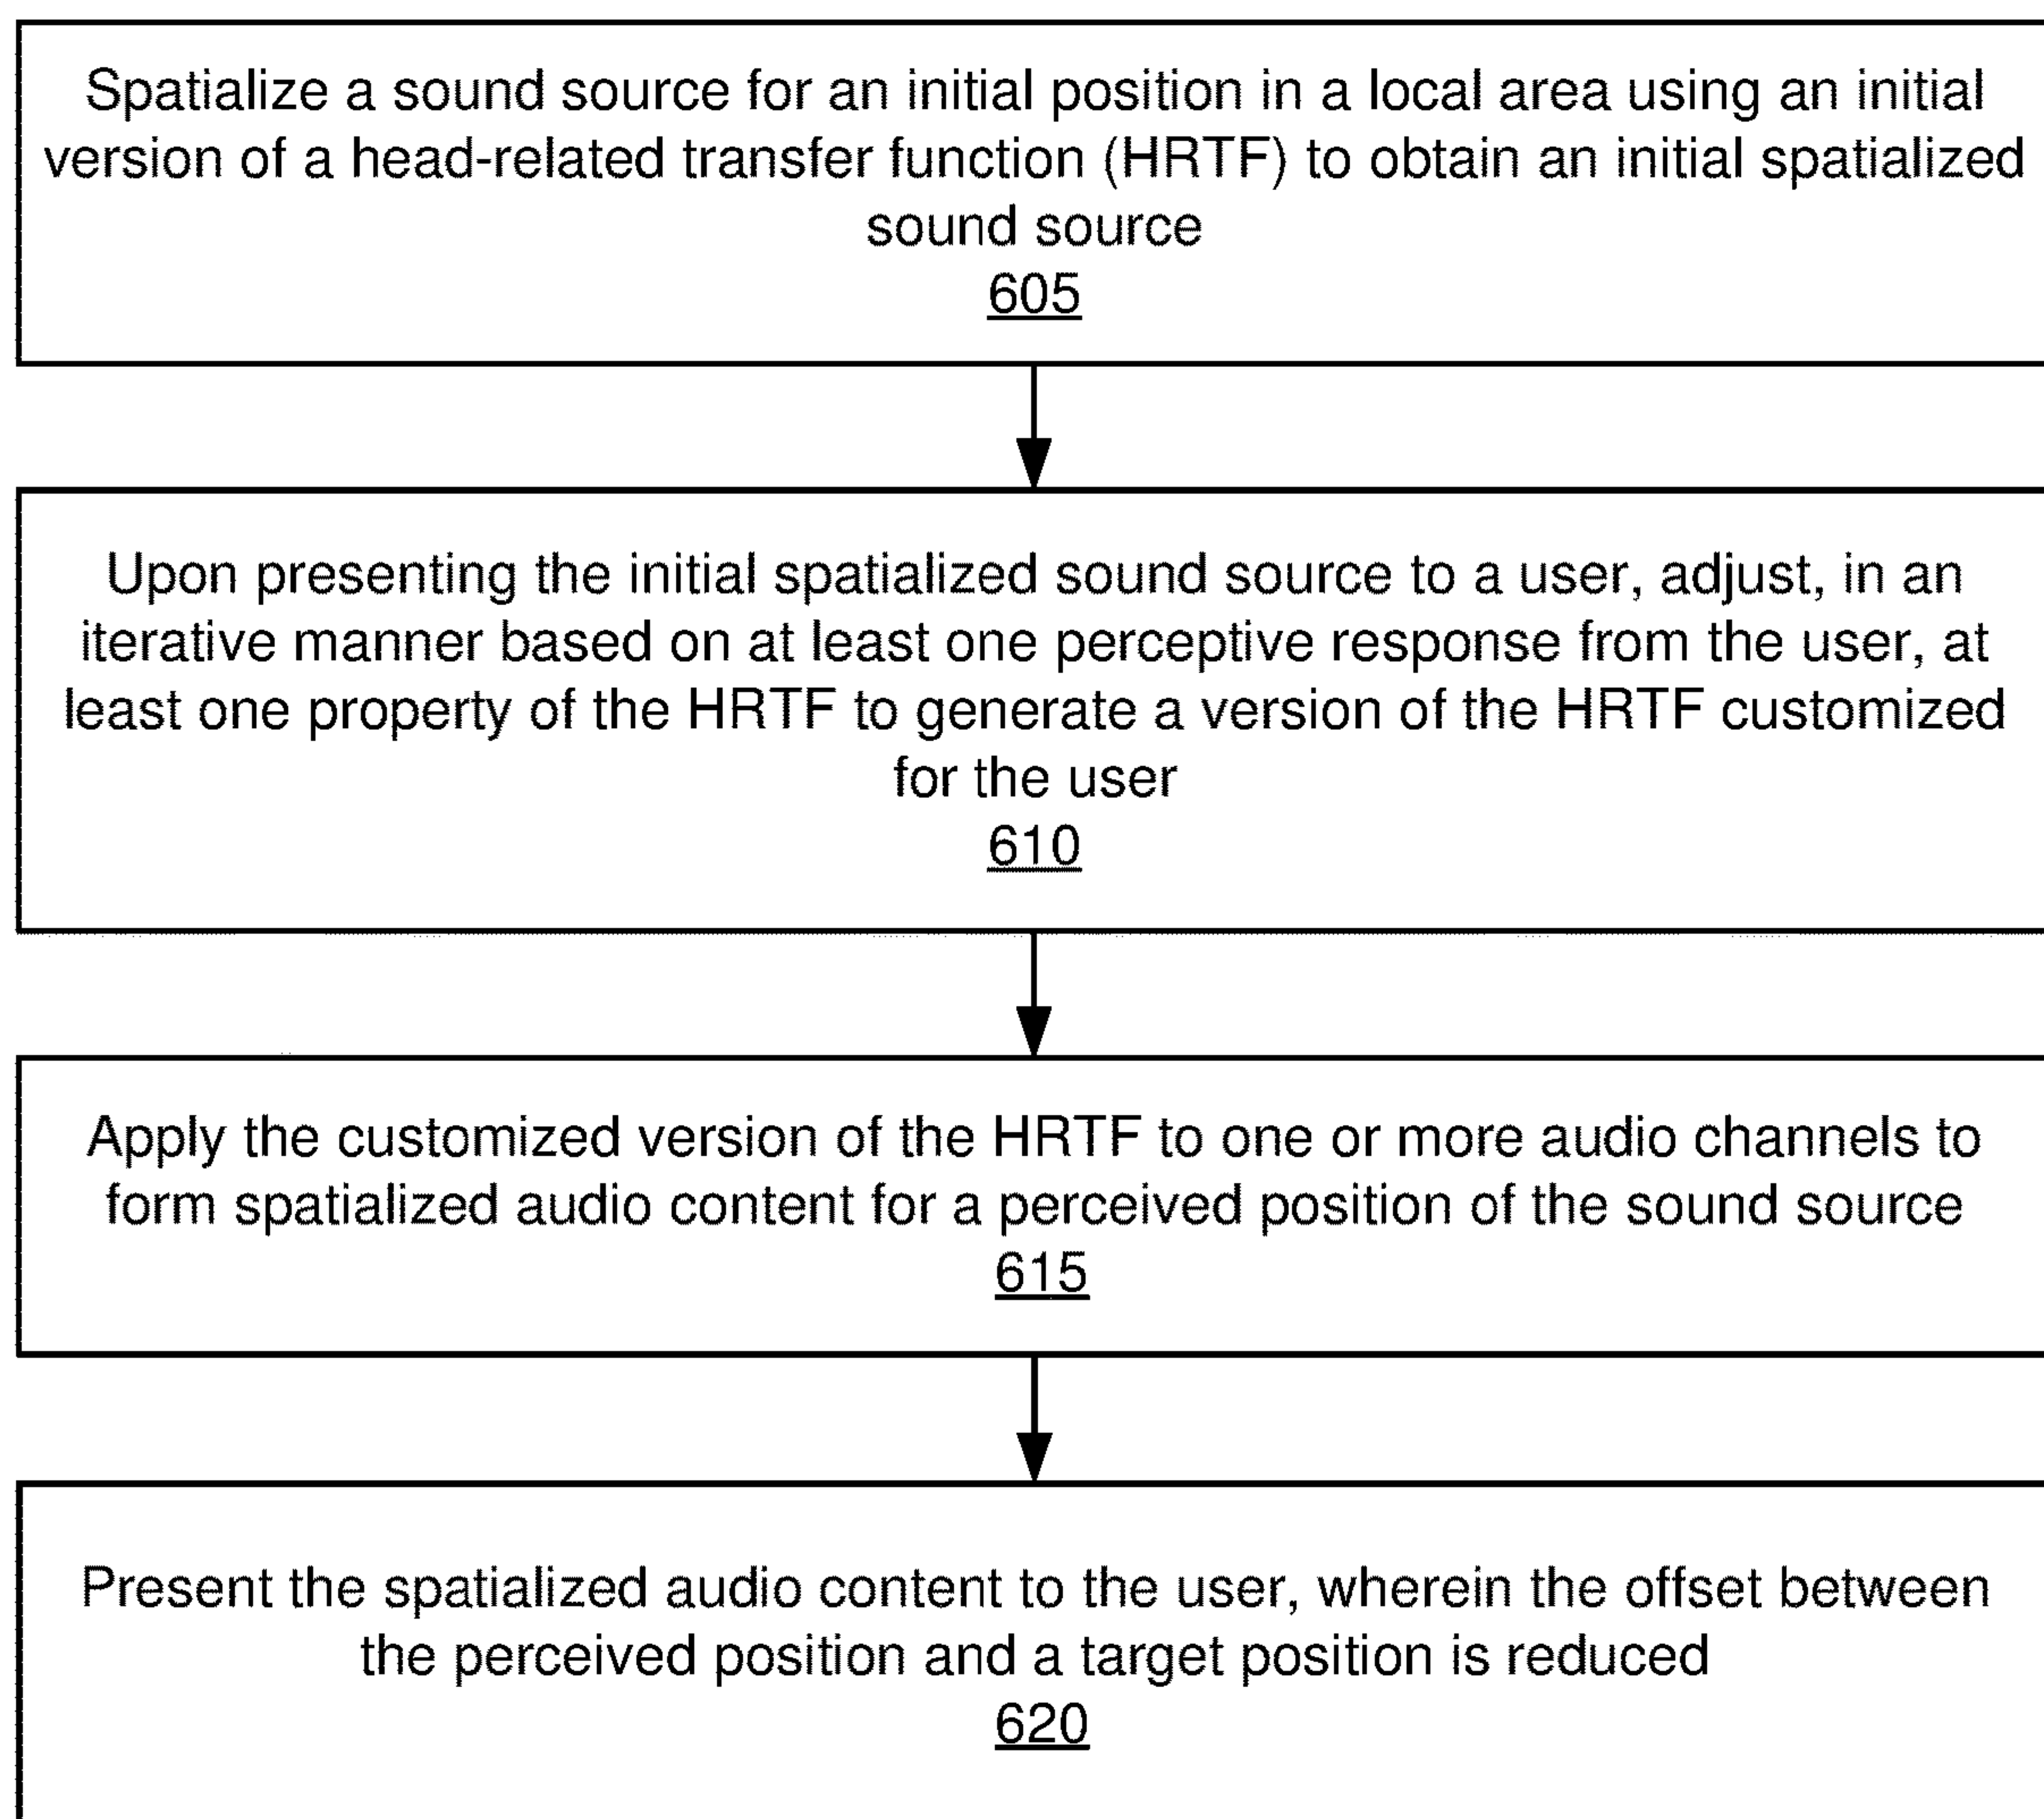 Spatialize a sound source for an initial position in a local area using an initial
version of a head-related transfer function (HRTF) to obtain an initial spatialized
sound source
605
Upon presenting the initial spatialized sound source to a user, adjust, in an
iterative manner based on at least one perceptive response from the user, at
least one property of the HRTF to generate a version of the HRTF customized
for the user
610
Apply the customized version of the HRTF to one or more audio channels to
form spatialized audio content for a perceived position of the sound source
615
Present the spatialized audio content to the user, wherein the offset between
the perceived position and a target position is reduced
620